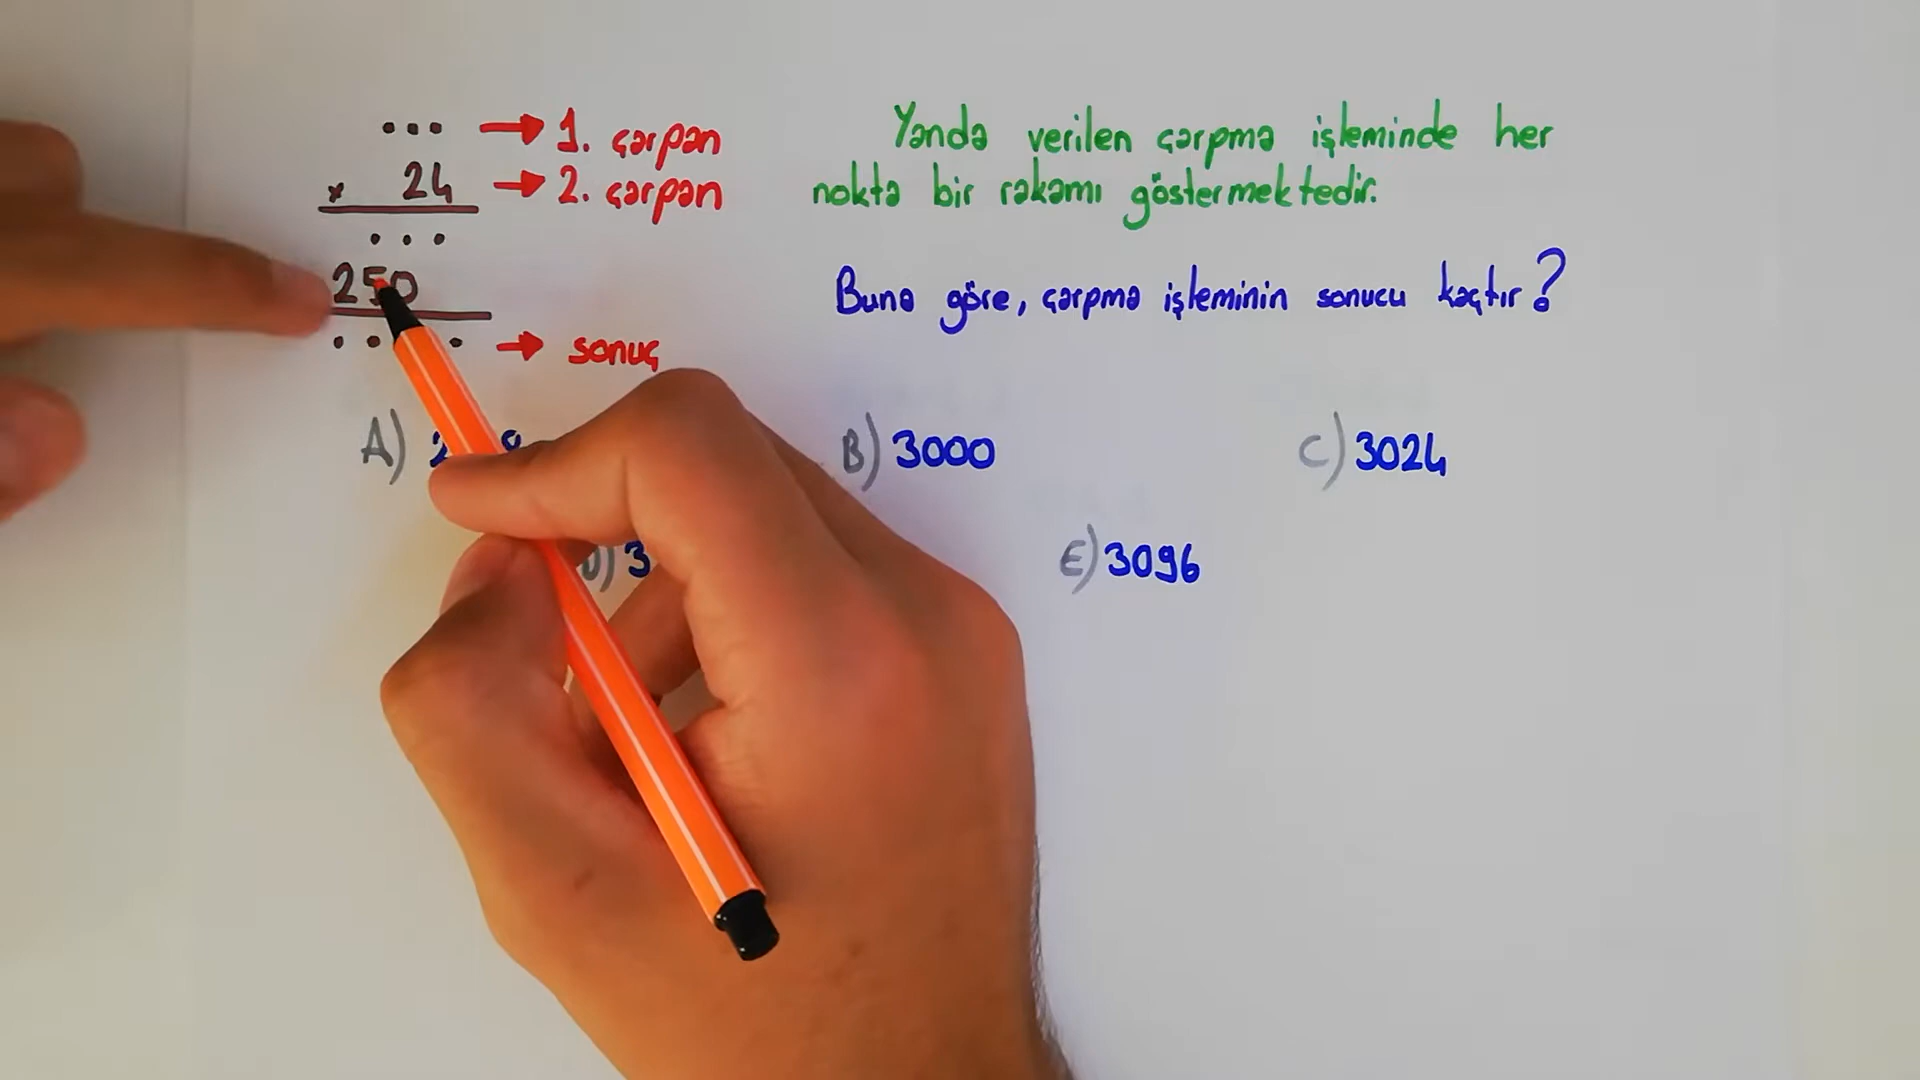 ... → 1. çarpan
x 24 → 2. çarpan
...
250
→ sonuç
Yanda verilen çarpma işleminde her
nokta bir rakamı göstermektedir.
Buna göre, çarpma işleminin sonucu kaçtır?
A)
B) 3000
C) 3024
E) 3096